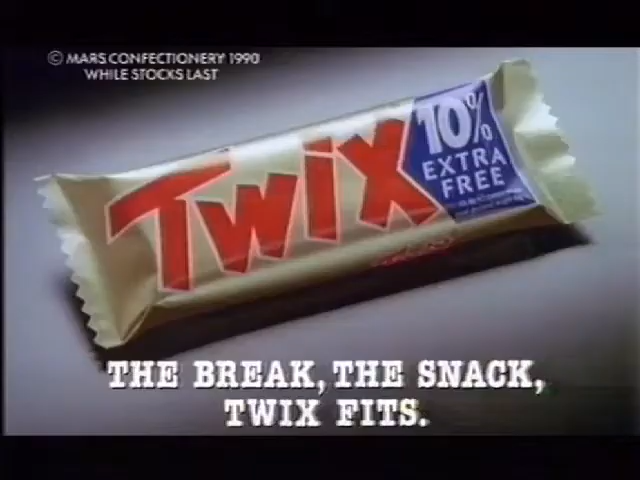 © MARS CONFECTIONERY 1990
WHILE STOCKS LAST
TWIX
10%
EXTRA
FREE
THE BREAK, THE SNACK,
TWIX FITS.